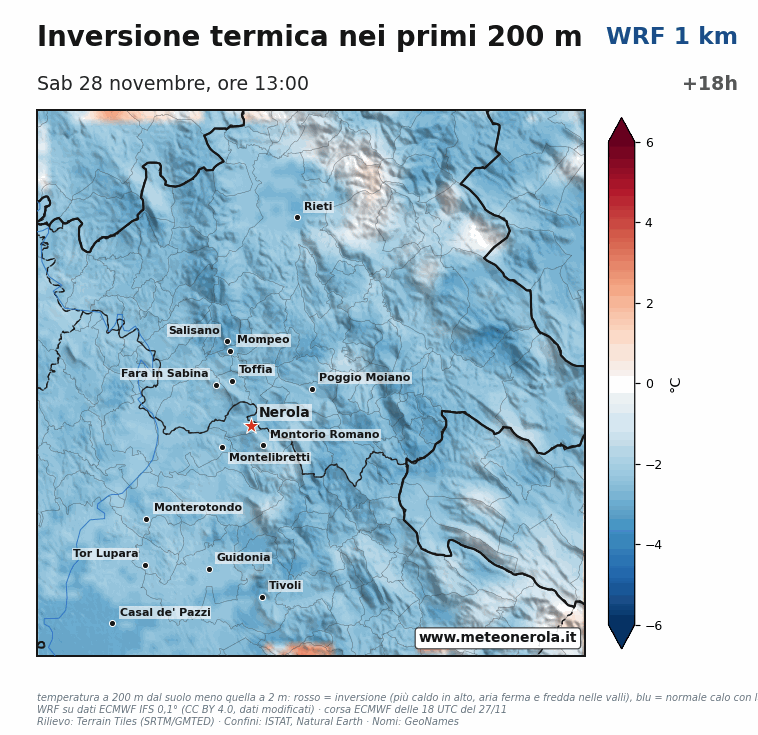 Inversione termica nei primi 200 m
WRF 1 km
Sab 28 novembre, ore 13:00
+18h
Rieti
Salisano
Mompeo
Toffia
Fara in Sabina
Poggio Moiano
Nerola
Montorio Romano
Montelibretti
Monterotondo
Tor Lupara
Guidonia
Tivoli
Casal de' Pazzi
www.meteonerola.it
6
4
2
0
−2
−4
−6
°C
temperatura a 200 m dal suolo meno quella a 2 m: rosso = inversione (più caldo in alto, aria ferma e fredda nelle valli), blu = normale calo con l
WRF su dati ECMWF IFS 0,1° (CC BY 4.0, dati modificati) · corsa ECMWF delle 18 UTC del 27/11
Rilievo: Terrain Tiles (SRTM/GMTED) · Confini: ISTAT, Natural Earth · Nomi: GeoNames